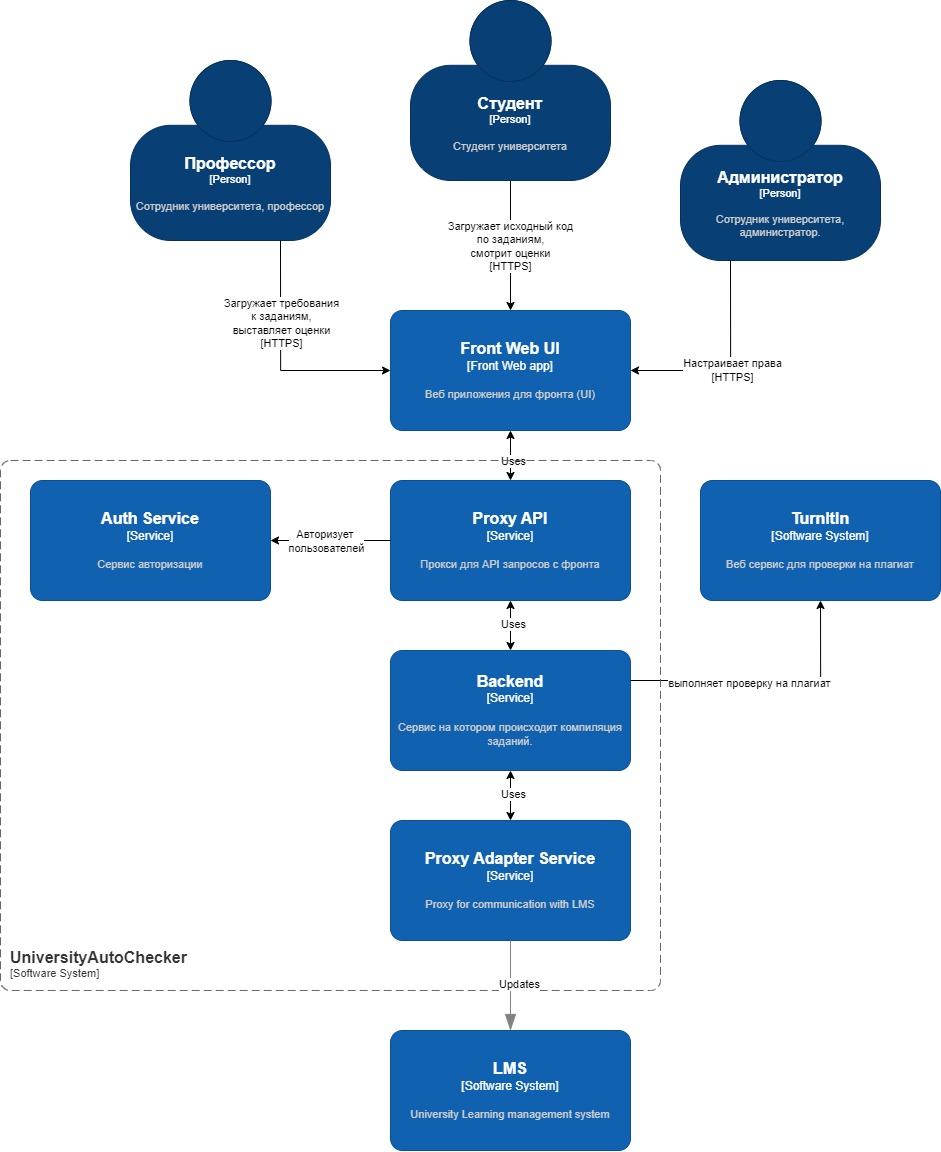 Студент
[Person]
Студент университета
Профессор
[Person]
Сотрудник университета, профессор
Администратор
[Person]
Сотрудник университета,
администратор.
Загружает исходный код
по заданиям,
смотрит оценки
[HTTPS]
Загружает требования
к заданиям,
выставляет оценки
[HTTPS]
Front Web UI
[Front Web app]
Веб приложения для фронта (UI)
Настраивает права
[HTTPS]
Uses
Auth Service
[Service]
Сервис авторизации
Авторизует
пользователей
Proxy API
[Service]
Прокси для API запросов с фронта
TurnItIn
[Software System]
Веб сервис для проверки на плагиат
Uses
Backend
[Service]
Сервис на котором происходит компиляция
заданий.
выполняет проверку на плагиат
Uses
Proxy Adapter Service
[Service]
Proxy for communication with LMS
UniversityAutoChecker
[Software System]
Updates
LMS
[Software System]
University Learning management system